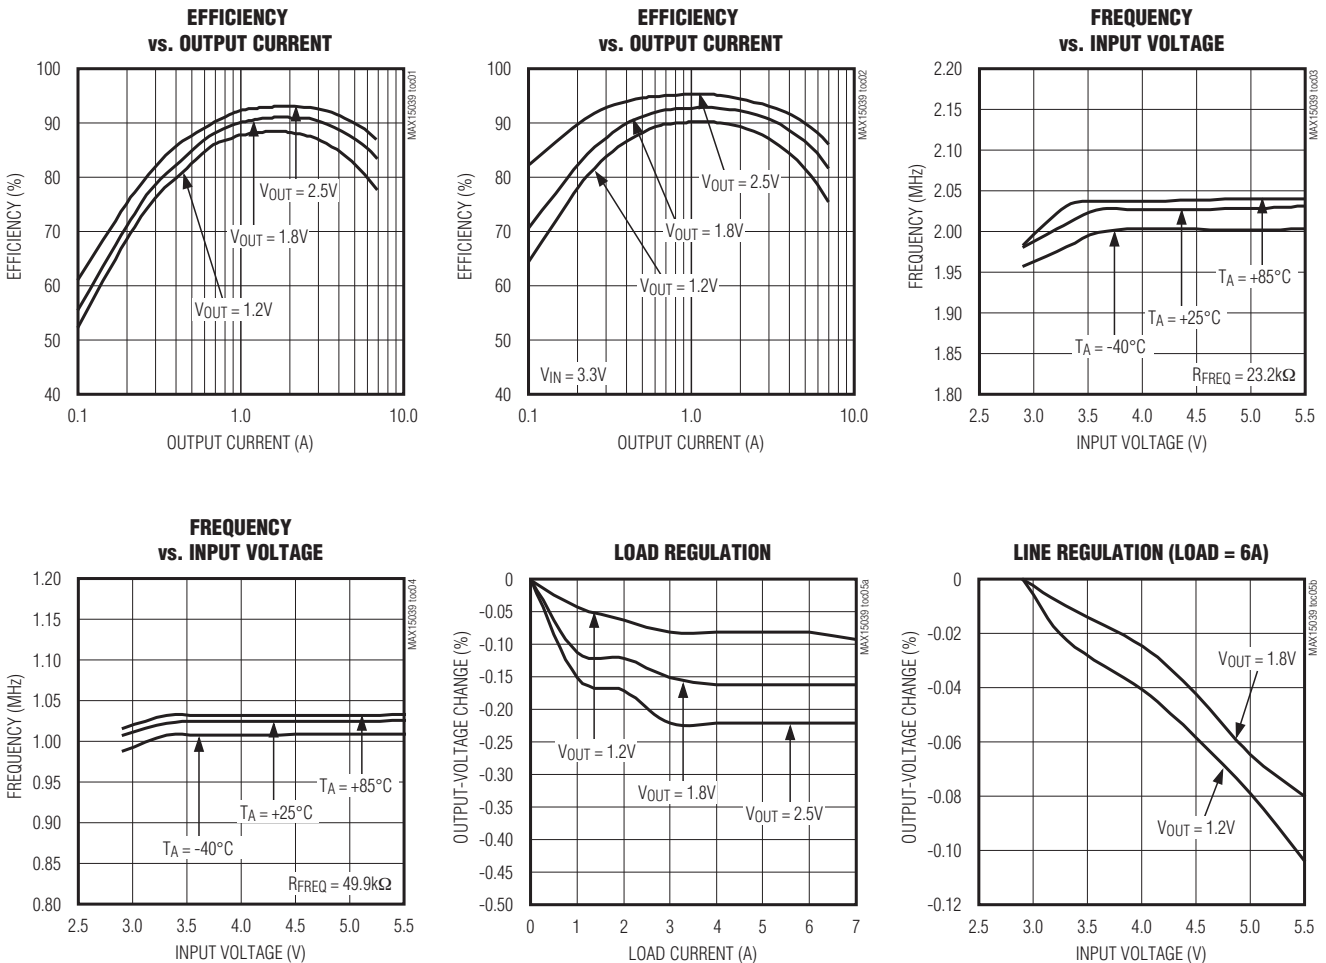 EFFICIENCY
vs. OUTPUT CURRENT
100
90
80
70
60
50
40
EFFICIENCY (%)
MAX15039 toc01
VOUT = 2.5V
VOUT = 1.8V
VOUT = 1.2V
0.1
1.0
10.0
OUTPUT CURRENT (A)
EFFICIENCY
vs. OUTPUT CURRENT
100
90
80
70
60
50
40
EFFICIENCY (%)
MAX15039 toc02
VOUT = 2.5V
VOUT = 1.8V
VOUT = 1.2V
VIN = 3.3V
0.1
1.0
10.0
OUTPUT CURRENT (A)
FREQUENCY
vs. INPUT VOLTAGE
2.20
2.15
2.10
2.05
2.00
1.95
1.90
1.85
1.80
FREQUENCY (MHz)
MAX15039 toc03
TA = +85°C
TA = +25°C
TA = -40°C
RFREQ = 23.2kΩ
2.5
3.0
3.5
4.0
4.5
5.0
5.5
INPUT VOLTAGE (V)
FREQUENCY
vs. INPUT VOLTAGE
1.20
1.15
1.10
1.05
1.00
0.95
0.90
0.85
0.80
FREQUENCY (MHz)
MAX15039 toc04
TA = +85°C
TA = +25°C
TA = -40°C
RFREQ = 49.9kΩ
2.5
3.0
3.5
4.0
4.5
5.0
5.5
INPUT VOLTAGE (V)
LOAD REGULATION
0
-0.05
-0.10
-0.15
-0.20
-0.25
-0.30
-0.35
-0.40
-0.45
-0.50
OUTPUT-VOLTAGE CHANGE (%)
MAX15039 toc05a
VOUT = 1.2V
VOUT = 1.8V
VOUT = 2.5V
0
1
2
3
4
5
6
7
LOAD CURRENT (A)
LINE REGULATION (LOAD = 6A)
0
-0.02
-0.04
-0.06
-0.08
-0.10
-0.12
OUTPUT-VOLTAGE CHANGE (%)
MAX15039 toc05b
VOUT = 1.8V
VOUT = 1.2V
2.5
3.0
3.5
4.0
4.5
5.0
5.5
INPUT VOLTAGE (V)